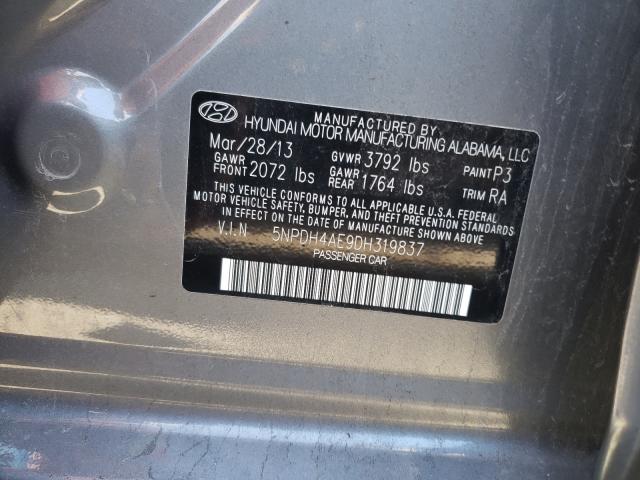 MANUFACTURED BY
HYUNDAI MOTOR MANUFACTURING ALABAMA, LLC
Mar/28/13 GVWR 3792 lbs PAINT P3
GAWR FRONT 2072 lbs GAWR REAR 1764 lbs TRIM RA
THIS VEHICLE CONFORMS TO ALL APPLICABLE U.S.A. FEDERAL
MOTOR VEHICLE SAFETY, BUMPER, AND THEFT PREVENTION STANDARDS
IN EFFECT ON THE DATE OF MANUFACTURE SHOWN ABOVE.
V.I.N 5NPDH4AE9DH319837
PASSENGER CAR